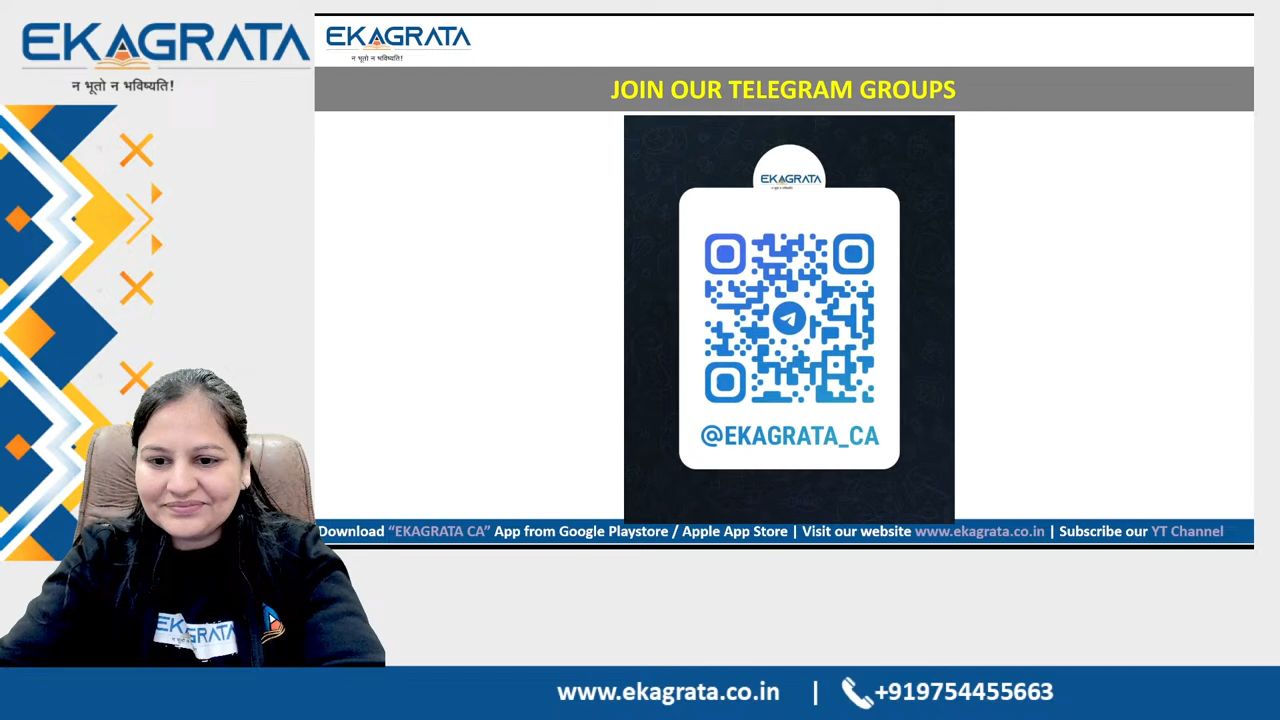 EKAGRATA
न भूतो न भविष्यति!
EKAGRATA
न भूतो न भविष्यति!
JOIN OUR TELEGRAM GROUPS
EKAGRATA
न भूतो न भविष्यति!
@EKAGRATA_CA
Download “EKAGRATA CA” App from Google Playstore / Apple App Store | Visit our website www.ekagrata.co.in | Subscribe our YT Channel
EKAGRATA
www.ekagrata.co.in | +919754455663